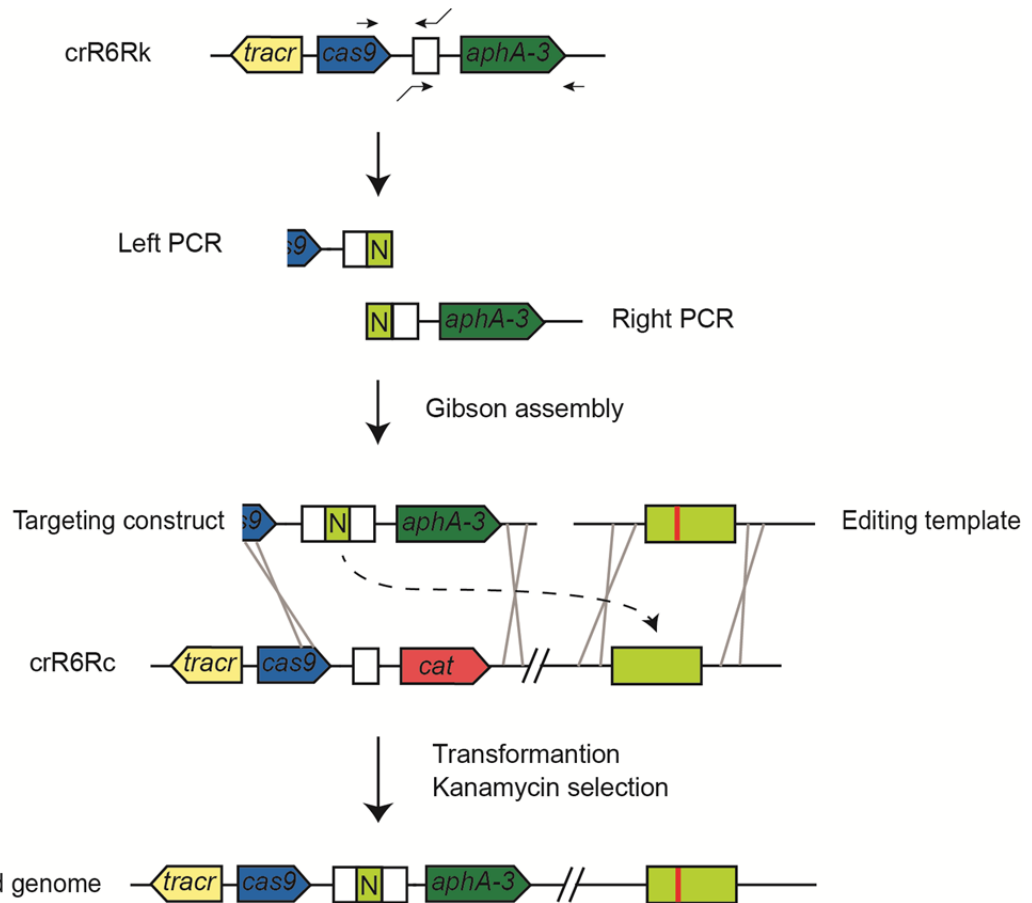 crR6Rk tracr cas9 aphA-3
Left PCR s9 N
N aphA-3 Right PCR
Gibson assembly
Targeting construct s9 N aphA-3 Editing template
crR6Rc tracr cas9 cat
Transformantion
Kanamycin selection
d genome tracr cas9 N aphA-3